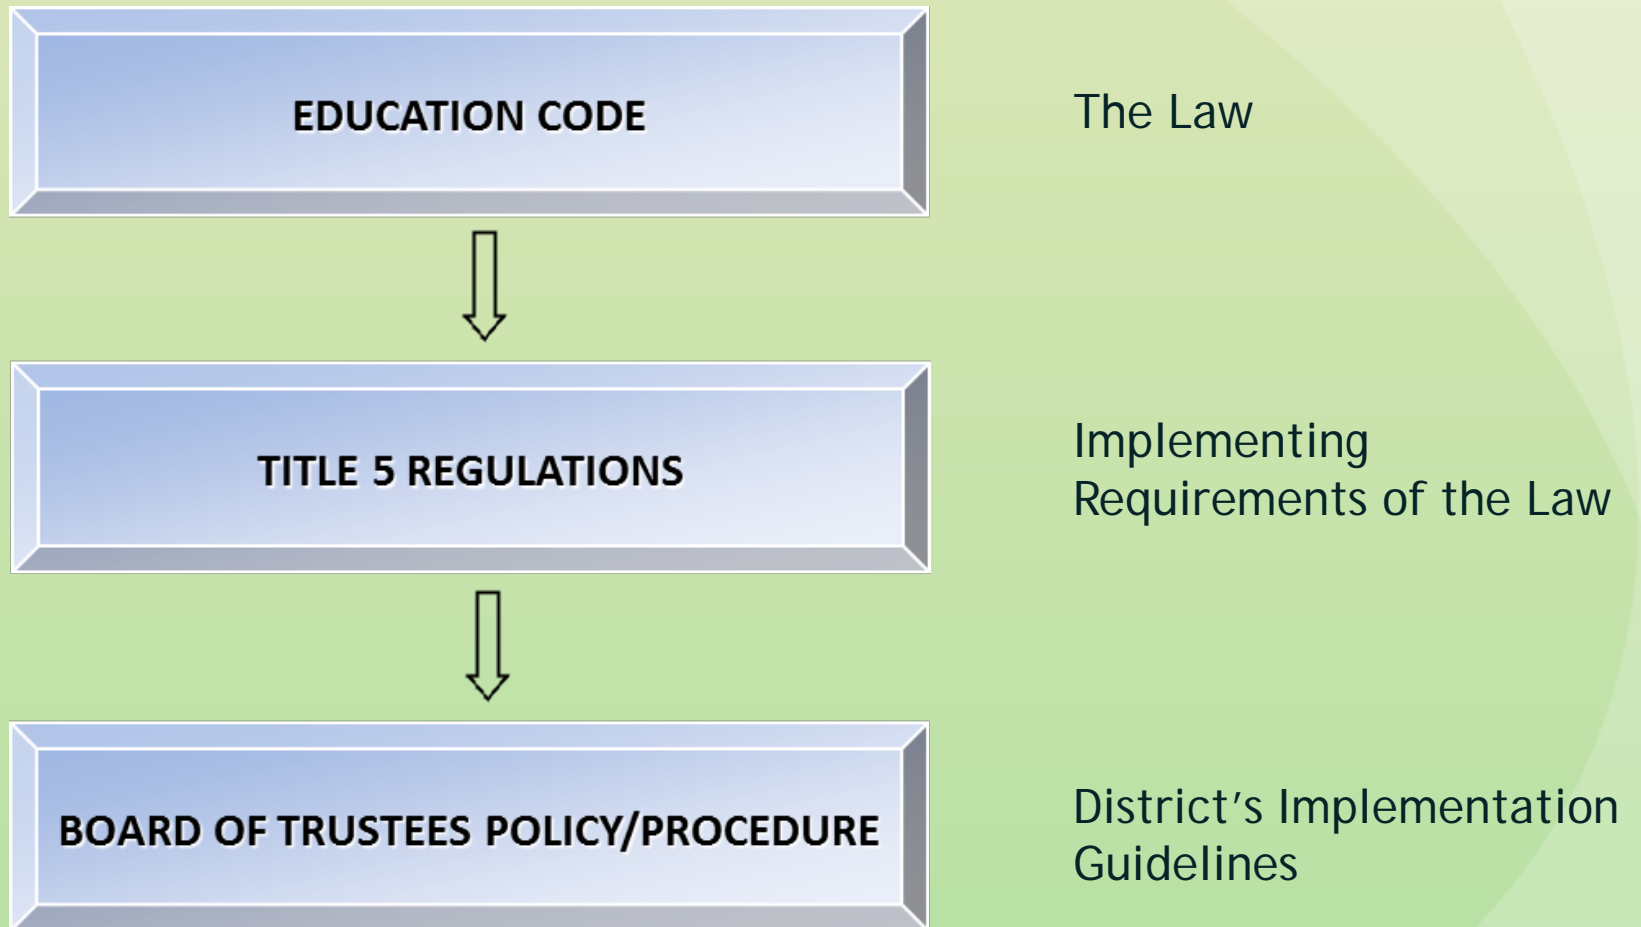 EDUCATION CODE
The Law
TITLE 5 REGULATIONS
Implementing
Requirements of the Law
BOARD OF TRUSTEES POLICY/PROCEDURE
District’s Implementation
Guidelines